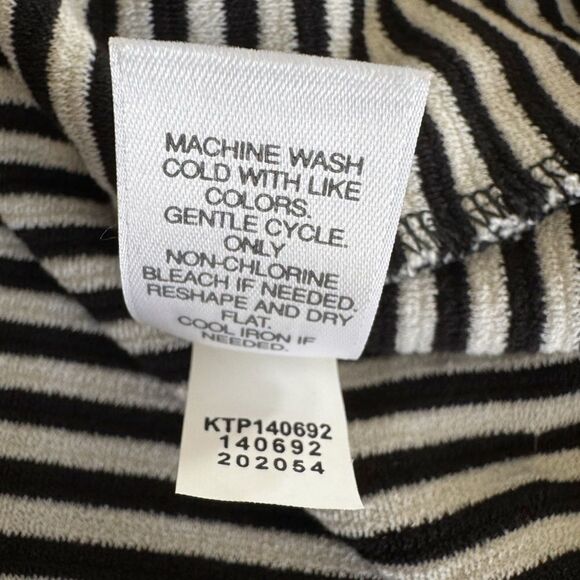 MACHINE WASH
COLD WITH LIKE
COLORS.
GENTLE CYCLE.
ONLY
NON-CHLORINE
BLEACH IF NEEDED.
RESHAPE AND DRY
FLAT.
COOL IRON IF
NEEDED.
KTP140692
140692
202054